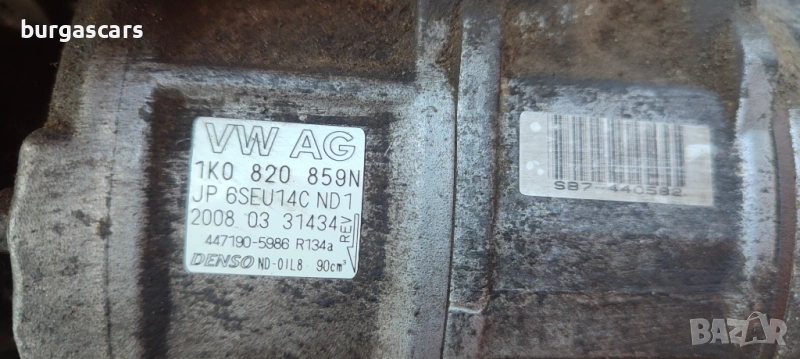 burgascars
VW AG
1K0 820 859N
JP 6SEU14C ND1
2008 03 31434
REV
447190-5986 R134a
DENSO ND-OIL8 90cm³
SB7-440582
BAZAR